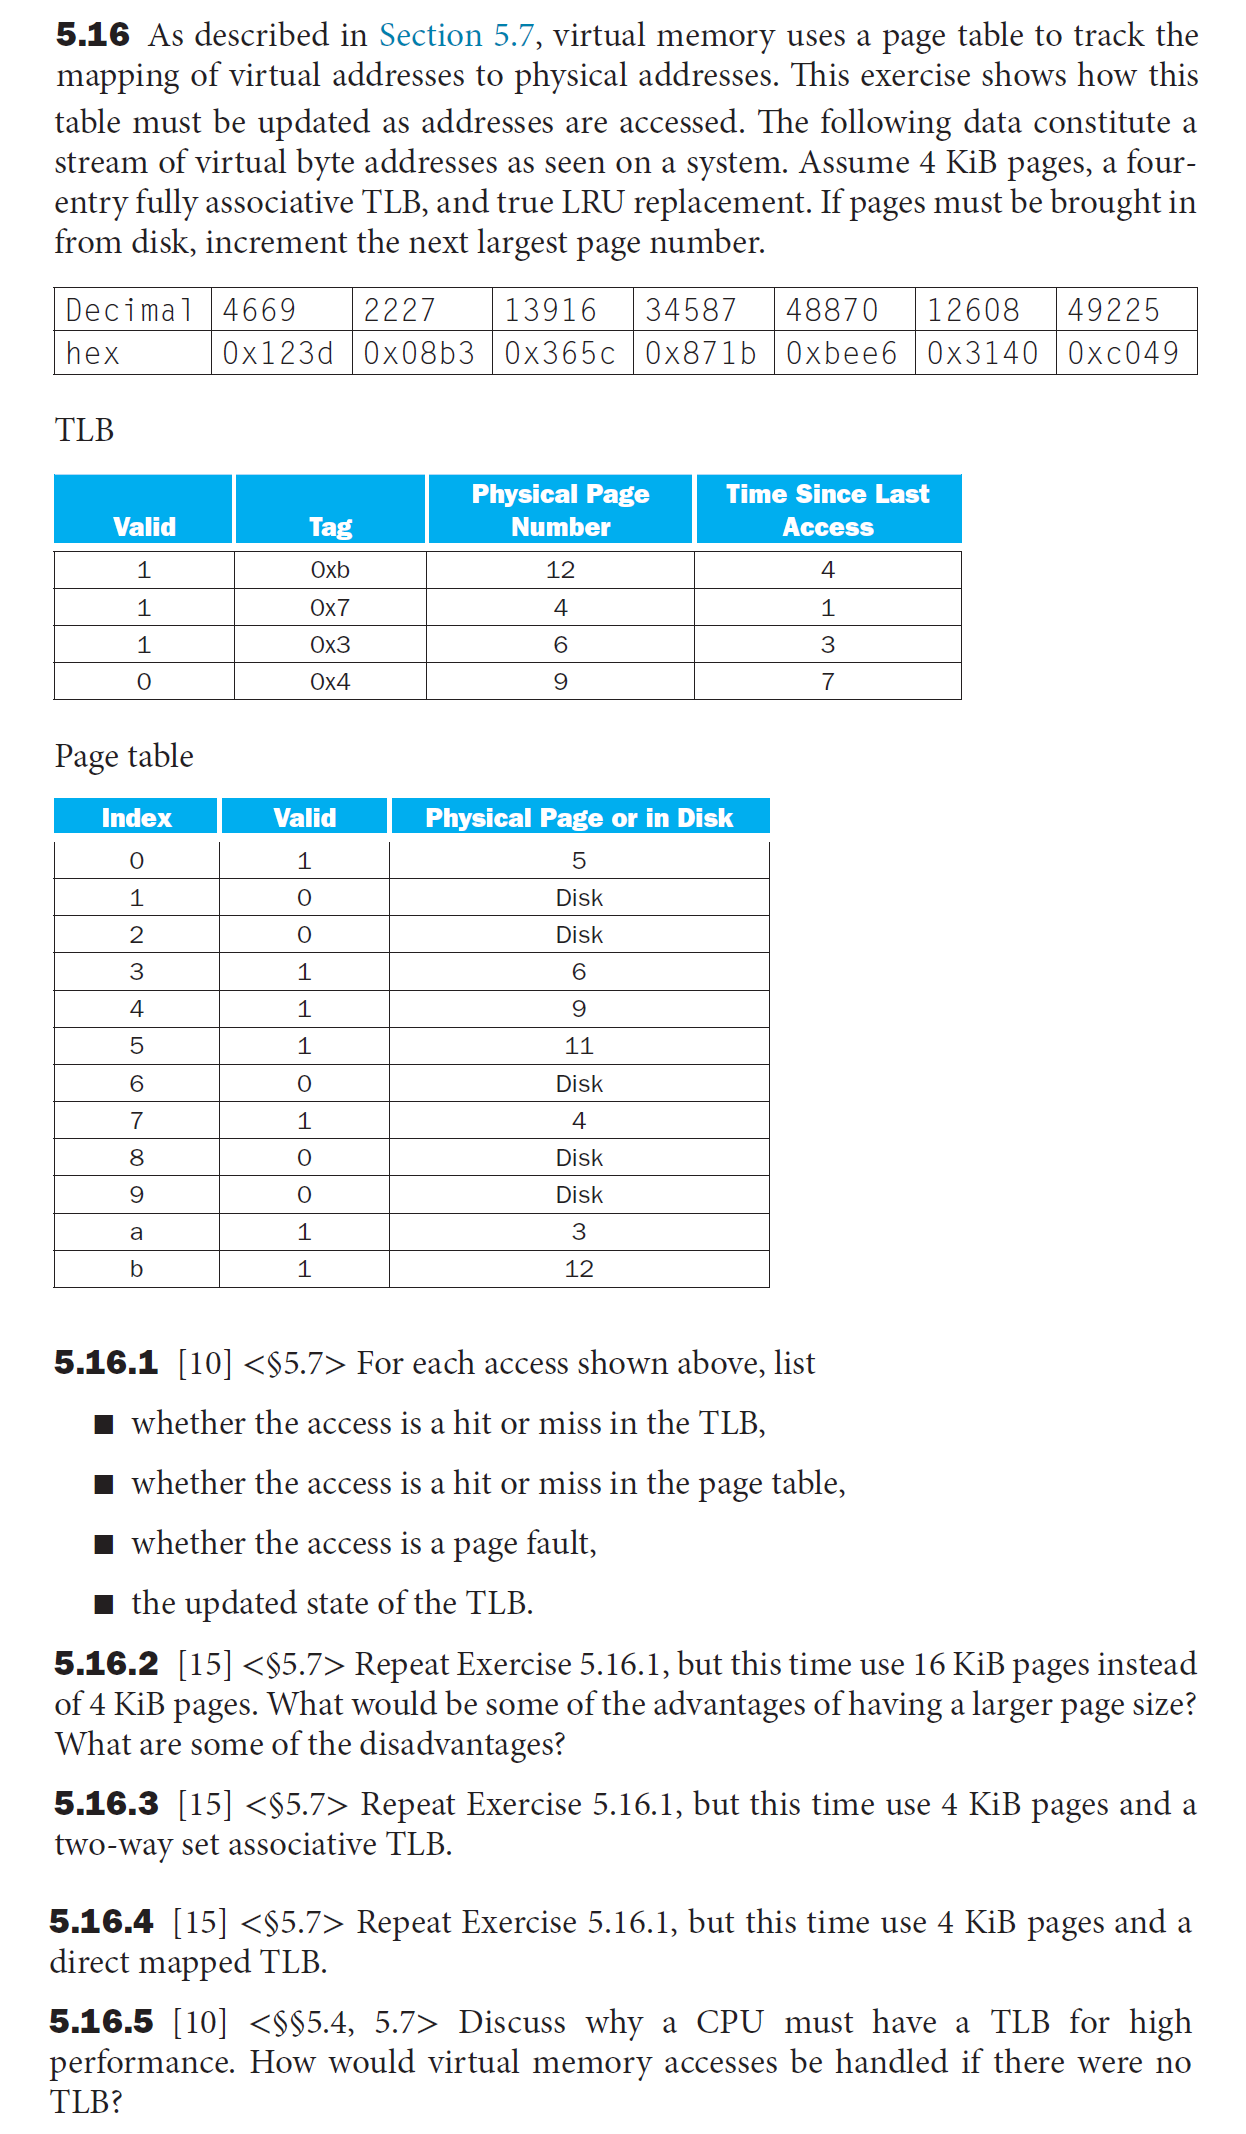 5.16 As described in Section 5.7, virtual memory uses a page table to track the
mapping of virtual addresses to physical addresses. This exercise shows how this
table must be updated as addresses are accessed. The following data constitute a
stream of virtual byte addresses as seen on a system. Assume 4 KiB pages, a four-
entry fully associative TLB, and true LRU replacement. If pages must be brought in
from disk, increment the next largest page number.
Decimal 4669 2227 13916 34587 48870 12608 49225
hex 0x123d 0x08b3 0x365c 0x871b 0xbee6 0x3140 0xc049
TLB
Valid Tag Physical Page Number Time Since Last Access
1 0xb 12 4
1 0x7 4 1
1 0x3 6 3
0 0x4 9 7
Page table
Index Valid Physical Page or in Disk
0 1 5
1 0 Disk
2 0 Disk
3 1 6
4 1 9
5 1 11
6 0 Disk
7 1 4
8 0 Disk
9 0 Disk
a 1 3
b 1 12
5.16.1 [10] <§5.7> For each access shown above, list
■ whether the access is a hit or miss in the TLB,
■ whether the access is a hit or miss in the page table,
■ whether the access is a page fault,
■ the updated state of the TLB.
5.16.2 [15] <§5.7> Repeat Exercise 5.16.1, but this time use 16 KiB pages instead
of 4 KiB pages. What would be some of the advantages of having a larger page size?
What are some of the disadvantages?
5.16.3 [15] <§5.7> Repeat Exercise 5.16.1, but this time use 4 KiB pages and a
two-way set associative TLB.
5.16.4 [15] <§5.7> Repeat Exercise 5.16.1, but this time use 4 KiB pages and a
direct mapped TLB.
5.16.5 [10] <§§5.4, 5.7> Discuss why a CPU must have a TLB for high
performance. How would virtual memory accesses be handled if there were no
TLB?